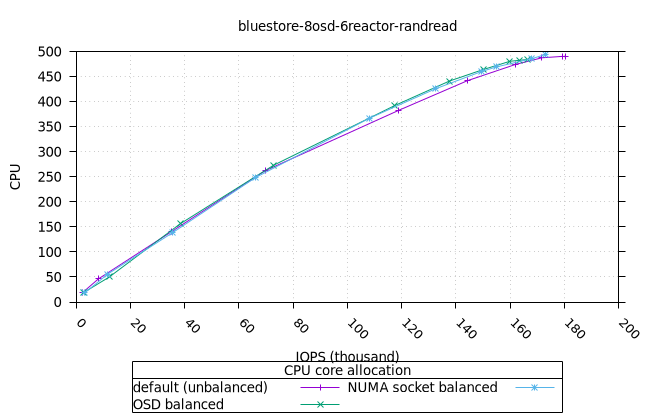 bluestore-8osd-6reactor-randread
500
450
400
350
300
250
200
150
100
50
0
CPU
0 20 40 60 80 100 120 140 160 180 200
IOPS (thousand)
CPU core allocation
default (unbalanced) NUMA socket balanced
OSD balanced